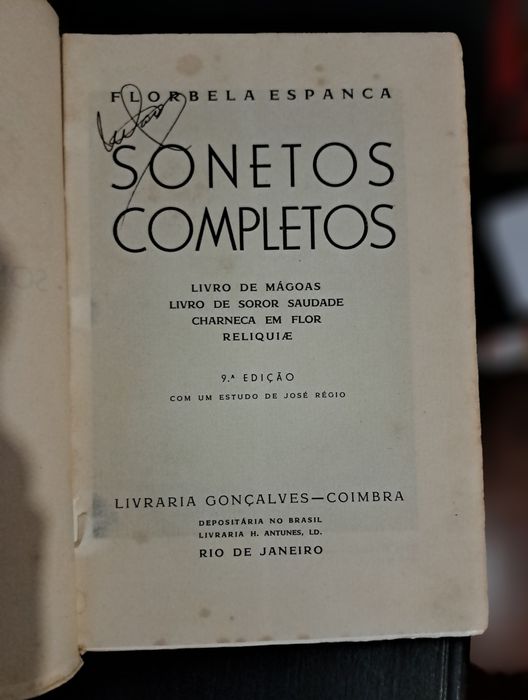 FLORBELA ESPANCA
SONETOS
COMPLETOS
LIVRO DE MÁGOAS
LIVRO DE SOROR SAUDADE
CHARNECA EM FLOR
RELIQUIÆ
9.ª EDIÇÃO
COM UM ESTUDO DE JOSÉ RÉGIO
LIVRARIA GONÇALVES—COIMBRA
DEPOSITÁRIA NO BRASIL
LIVRARIA H. ANTUNES, LD.
RIO DE JANEIRO